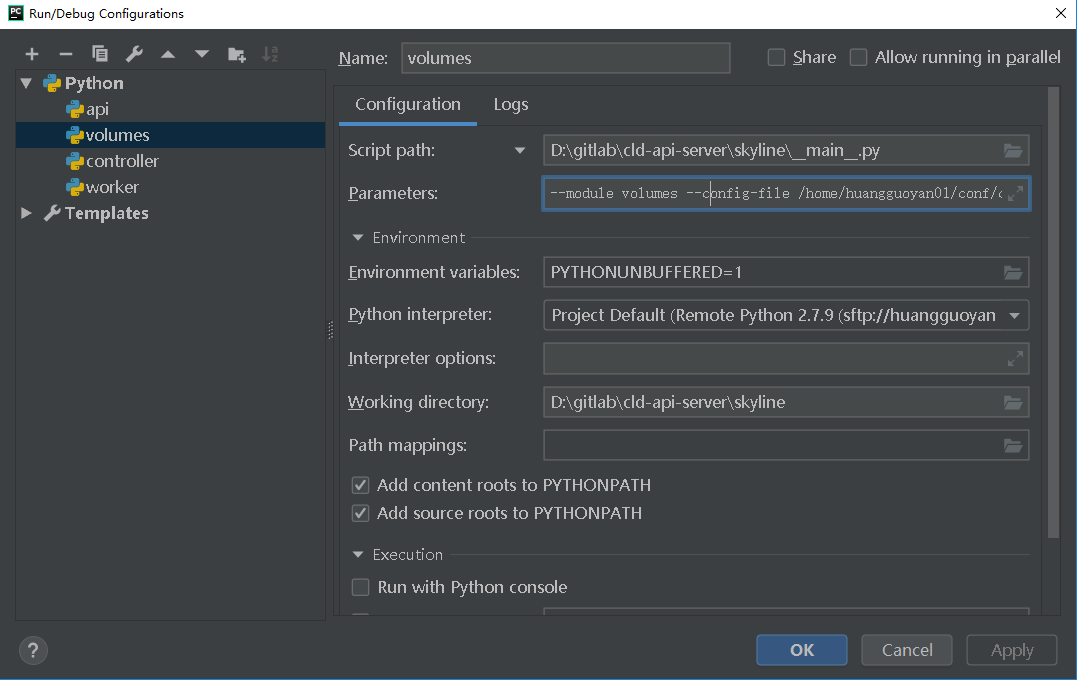 PC Run/Debug Configurations
Name: volumes Share Allow running in parallel
Python
api
volumes
controller
worker
Templates
Configuration Logs
Script path: D:\gitlab\cld-api-server\skyline\__main__.py
Parameters: --module volumes --config-file /home/huangguoyan01/conf/c
Environment
Environment variables: PYTHONUNBUFFERED=1
Python interpreter: Project Default (Remote Python 2.7.9 (sftp://huangguoyan
Interpreter options:
Working directory: D:\gitlab\cld-api-server\skyline
Path mappings:
Add content roots to PYTHONPATH
Add source roots to PYTHONPATH
Execution
Run with Python console
? OK Cancel Apply